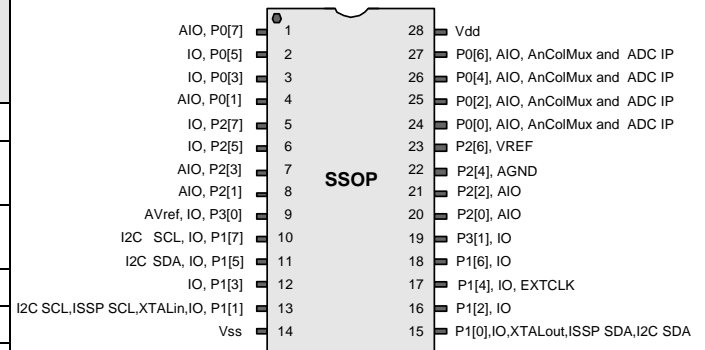 AIO, P0[7] 1 28 Vdd
IO, P0[5] 2 27 P0[6], AIO, AnColMux and ADC IP
IO, P0[3] 3 26 P0[4], AIO, AnColMux and ADC IP
AIO, P0[1] 4 25 P0[2], AIO, AnColMux and ADC IP
IO, P2[7] 5 24 P0[0], AIO, AnColMux and ADC IP
IO, P2[5] 6 23 P2[6], VREF
AIO, P2[3] 7 SSOP 22 P2[4], AGND
AIO, P2[1] 8 21 P2[2], AIO
AVref, IO, P3[0] 9 20 P2[0], AIO
I2C SCL, IO, P1[7] 10 19 P3[1], IO
I2C SDA, IO, P1[5] 11 18 P1[6], IO
IO, P1[3] 12 17 P1[4], IO, EXTCLK
I2C SCL,ISSP SCL,XTALin,IO, P1[1] 13 16 P1[2], IO
Vss 14 15 P1[0],IO,XTALout,ISSP SDA,I2C SDA